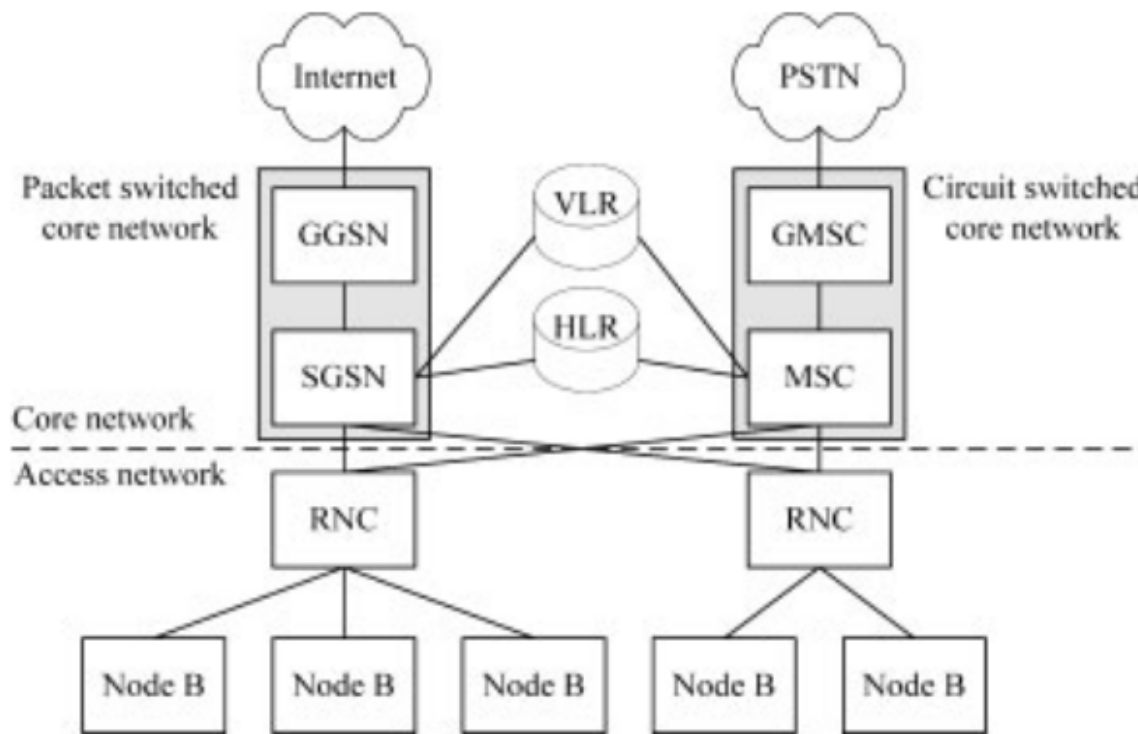 Internet
PSTN
Packet switched
core network
VLR
Circuit switched
core network
GGSN
GMSC
HLR
SGSN
MSC
Core network
Access network
RNC
RNC
Node B
Node B
Node B
Node B
Node B